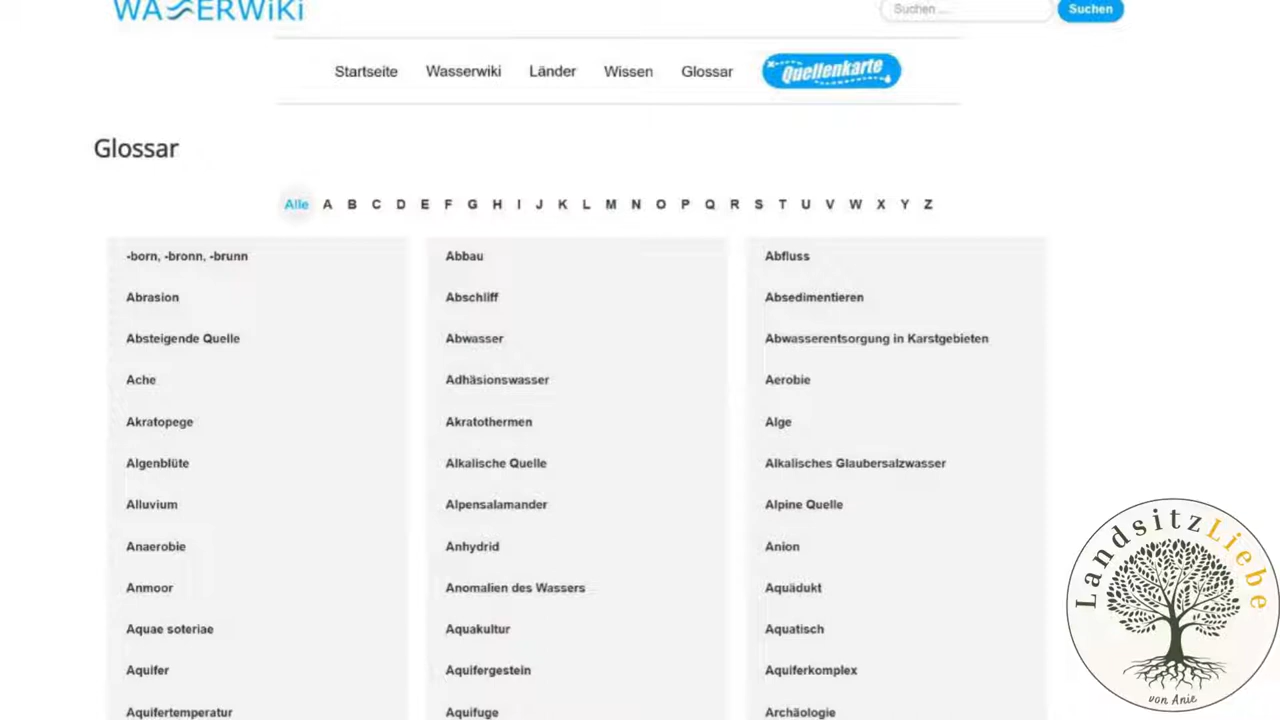 WASSERWiKi
Suchen ...
Suchen
Startseite Wasserwiki Länder Wissen Glossar Quellenkarte
Glossar
Alle A B C D E F G H I J K L M N O P Q R S T U V W X Y Z
-born, -bronn, -brunn Abbau Abfluss
Abrasion Abschliff Absedimentieren
Absteigende Quelle Abwasser Abwasserentsorgung in Karstgebieten
Ache Adhäsionswasser Aerobie
Akratopege Akratothermen Alge
Algenblüte Alkalische Quelle Alkalisches Glaubersalzwasser
Alluvium Alpensalamander Alpine Quelle
Anaerobie Anhydrid Anion
Anmoor Anomalien des Wassers Aquädukt
Aquae soteriae Aquakultur Aquatisch
Aquifer Aquifergestein Aquiferkomplex
Aquifertemperatur Aquifuge Archäologie
LandsitzLiebe
von Anie